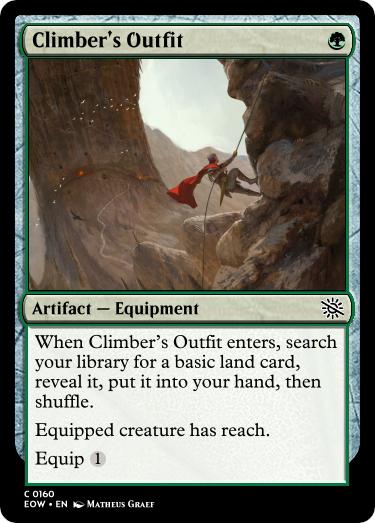 Climber's Outfit
Artifact — Equipment
When Climber's Outfit enters, search
your library for a basic land card,
reveal it, put it into your hand, then
shuffle.
Equipped creature has reach.
Equip 1
C 0160
EOW • EN Matheus Graef